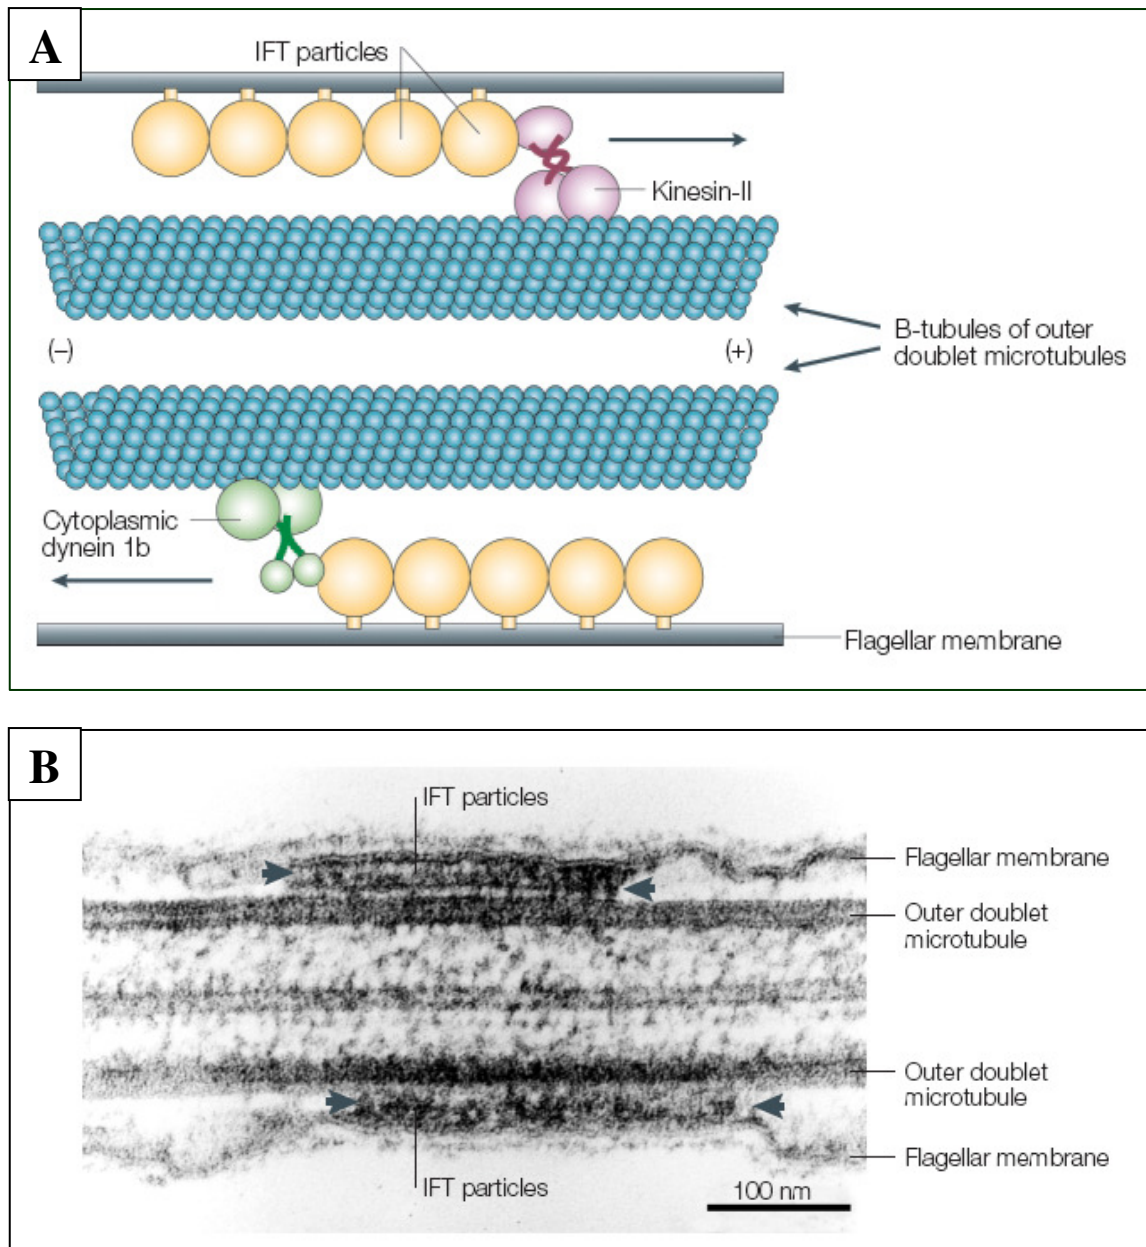 A
IFT particles
Kinesin-II
B-tubules of outer
doublet microtubules
(–)
(+)
Cytoplasmic
dynein 1b
Flagellar membrane
B
IFT particles
Flagellar membrane
Outer doublet
microtubule
Outer doublet
microtubule
Flagellar membrane
IFT particles
100 nm